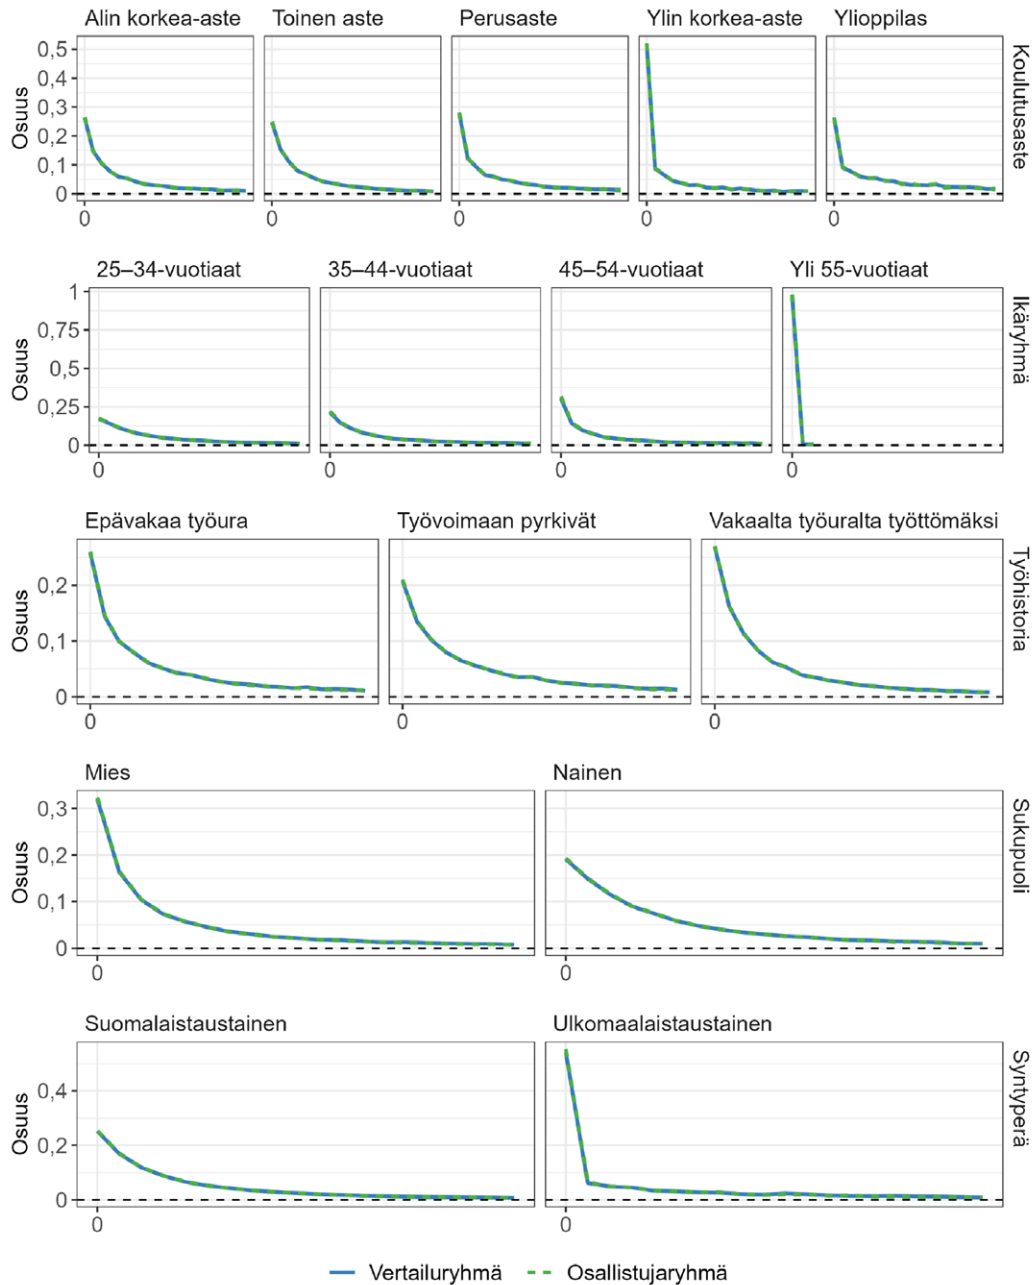 Alin korkea-aste Toinen aste Perusaste Ylin korkea-aste Ylioppilas
0,5
0,4
0,3
0,2
0,1
0
Osuus
Koulutusaste
0 0 0 0 0
25–34-vuotiaat 35–44-vuotiaat 45–54-vuotiaat Yli 55-vuotiaat
1
0,75
0,5
0,25
0
Osuus
Ikäryhmä
0 0 0 0
Epävakaa työura Työvoimaan pyrkivät Vakaalta työuralta työttömäksi
0,2
0,1
0
Osuus
Työhistoria
0 0 0
Mies Nainen
0,3
0,2
0,1
0
Osuus
Sukupuoli
0 0
Suomalaistaustainen Ulkomaalaistaustainen
0,4
0,2
0
Osuus
Syntyperä
0 0
Vertailuryhmä Osallistujaryhmä